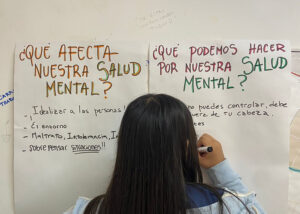 ¿QUÉ AFECTA
NUESTRA SALUD
MENTAL?
- Idealizar a las personas
- El entorno
- Maltrato, Intolerancia,
- Sobre pensar SITUACIONES!!
¿QUÉ PODEMOS HACER
POR NUESTRA SALUD
MENTAL?
no puedes controlar, debe
fuera de tu cabeza.